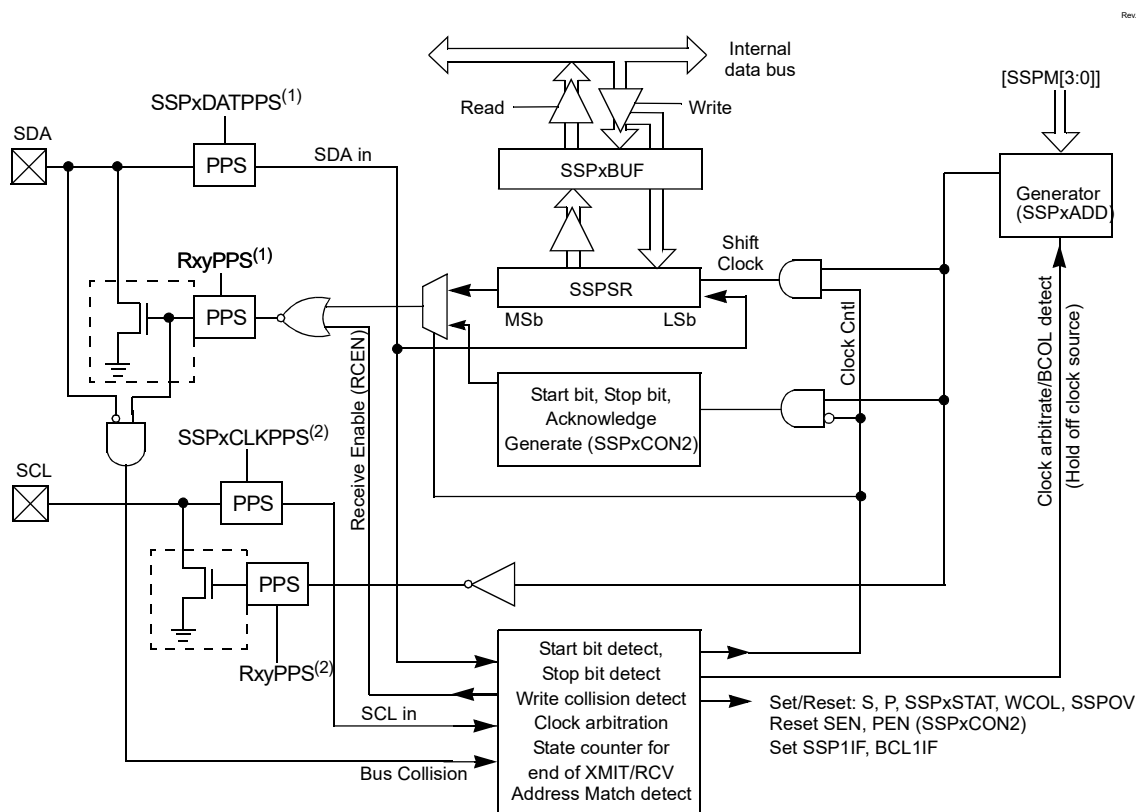 Rev.
Internal
data bus
[SSPM[3:0]]
Read
Write
SSPxDATPPS(1)
SDA
PPS
SDA in
SSPxBUF
Generator
(SSPxADD)
RxyPPS(1)
Shift
Clock
PPS
SSPSR
MSb
LSb
Clock Cntl
Clock arbitrate/BCOL detect
(Hold off clock source)
Receive Enable (RCEN)
Start bit, Stop bit,
Acknowledge
Generate (SSPxCON2)
SSPxCLKPPS(2)
SCL
PPS
PPS
RxyPPS(2)
Start bit detect,
Stop bit detect
Write collision detect
Clock arbitration
State counter for
end of XMIT/RCV
Address Match detect
SCL in
Bus Collision
Set/Reset: S, P, SSPxSTAT, WCOL, SSPOV
Reset SEN, PEN (SSPxCON2)
Set SSP1IF, BCL1IF